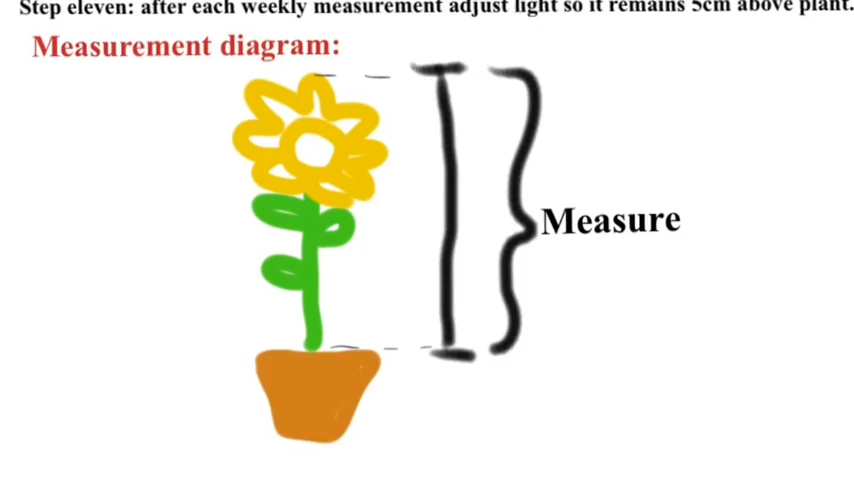 Step eleven: after each weekly measurement adjust light so it remains 5cm above plant.
Measurement diagram:
Measure